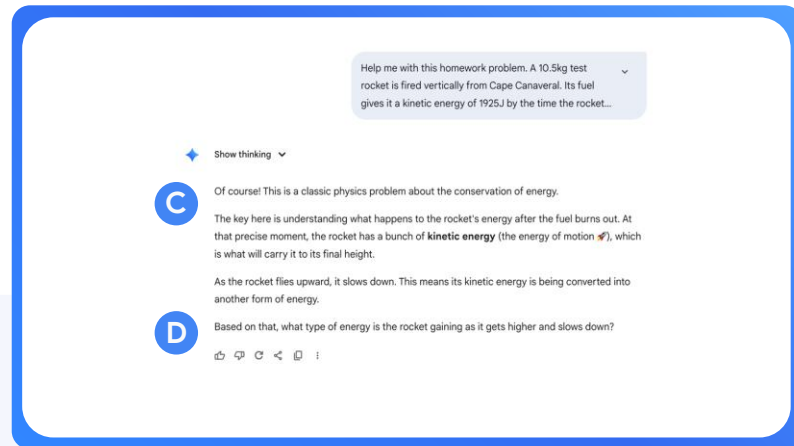 Help me with this homework problem. A 10.5kg test
rocket is fired vertically from Cape Canaveral. Its fuel
gives it a kinetic energy of 1925J by the time the rocket...
Show thinking
C
Of course! This is a classic physics problem about the conservation of energy.
The key here is understanding what happens to the rocket's energy after the fuel burns out. At
that precise moment, the rocket has a bunch of kinetic energy (the energy of motion 🚀), which
is what will carry it to its final height.
As the rocket flies upward, it slows down. This means its kinetic energy is being converted into
another form of energy.
D
Based on that, what type of energy is the rocket gaining as it gets higher and slows down?